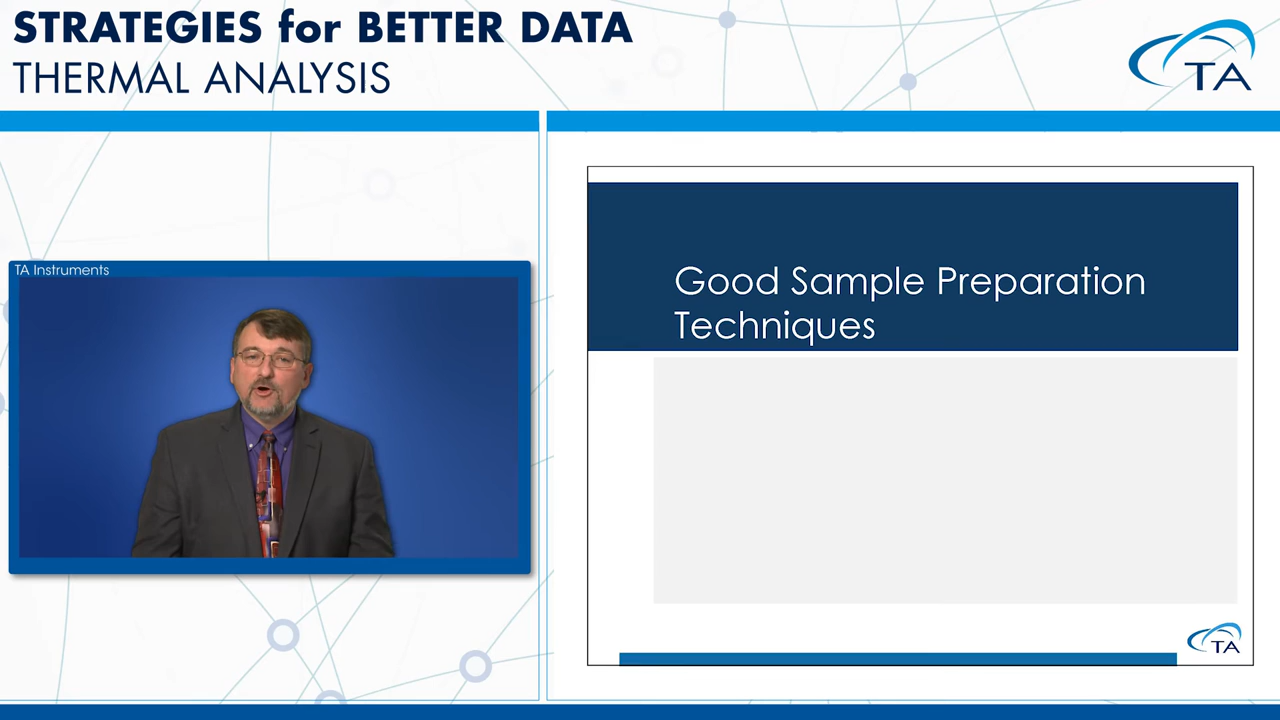 STRATEGIES for BETTER DATA
THERMAL ANALYSIS
TA
TA Instruments
Good Sample Preparation
Techniques
TA